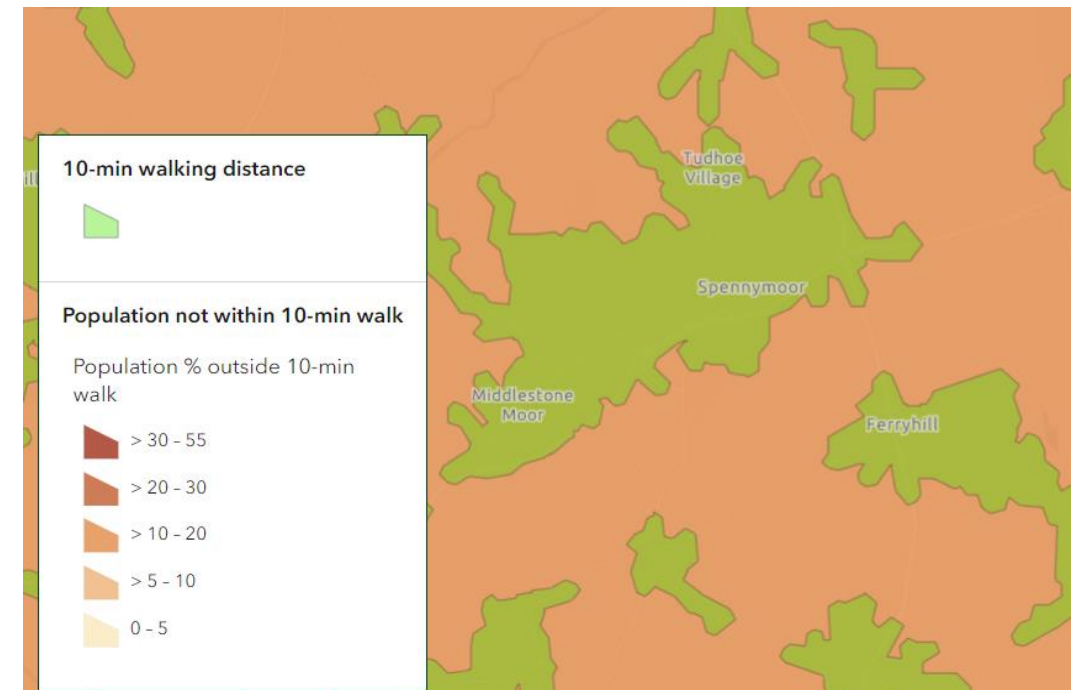 10-min walking distance
Population not within 10-min walk
Population % outside 10-min
walk
> 30 - 55
> 20 - 30
> 10 - 20
> 5 - 10
0 - 5
Tudhoe
Village
Spennymoor
Middlestone
Moor
Ferryhill